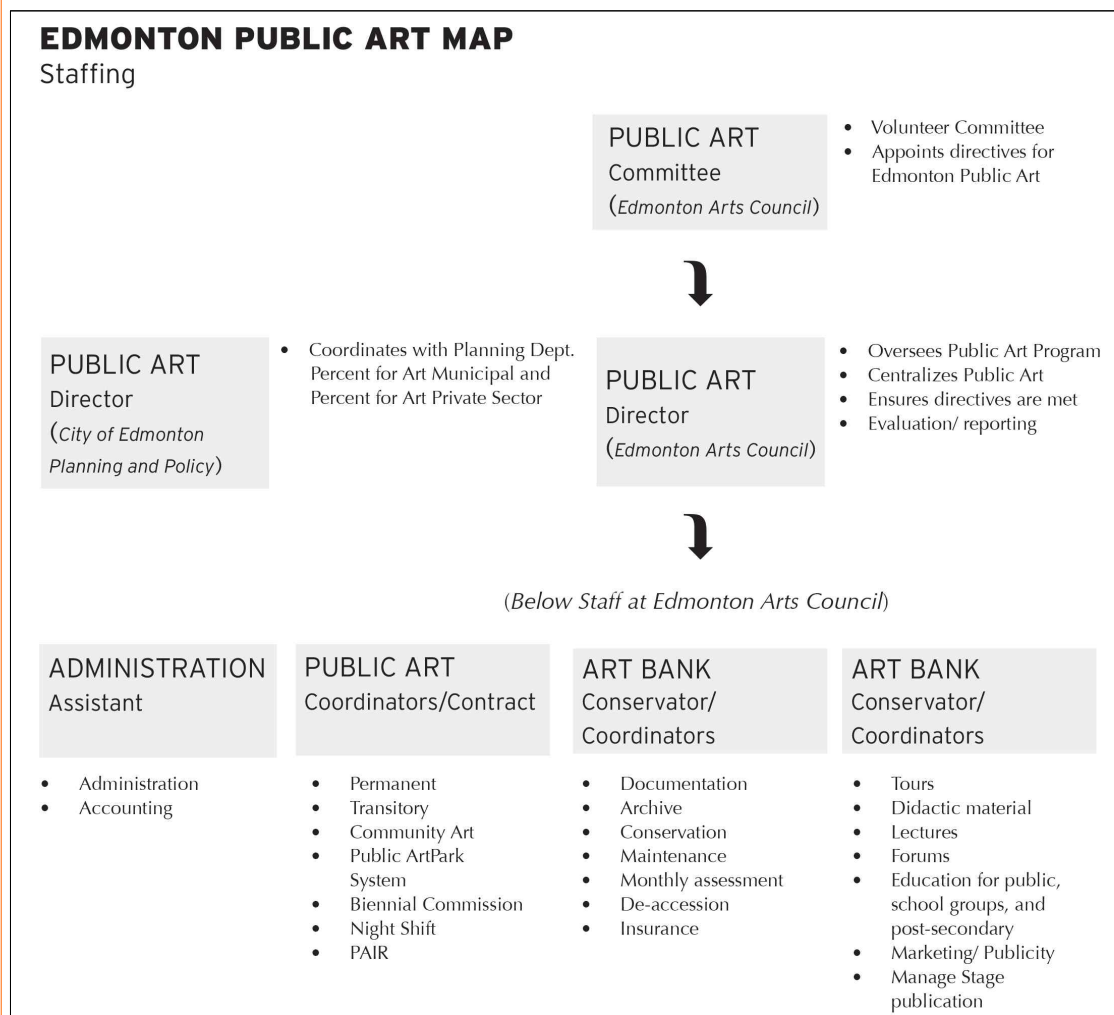 EDMONTON PUBLIC ART MAP
Staffing
PUBLIC ART
Committee
(Edmonton Arts Council)
• Volunteer Committee
• Appoints directives for
Edmonton Public Art
PUBLIC ART
Director
(City of Edmonton
Planning and Policy)
• Coordinates with Planning Dept.
Percent for Art Municipal and
Percent for Art Private Sector
PUBLIC ART
Director
(Edmonton Arts Council)
• Oversees Public Art Program
• Centralizes Public Art
• Ensures directives are met
• Evaluation/ reporting
(Below Staff at Edmonton Arts Council)
ADMINISTRATION
Assistant
• Administration
• Accounting
PUBLIC ART
Coordinators/Contract
• Permanent
• Transitory
• Community Art
• Public ArtPark
System
• Biennial Commission
• Night Shift
• PAIR
ART BANK
Conservator/
Coordinators
• Documentation
• Archive
• Conservation
• Maintenance
• Monthly assessment
• De-accession
• Insurance
ART BANK
Conservator/
Coordinators
• Tours
• Didactic material
• Lectures
• Forums
• Education for public,
school groups, and
post-secondary
• Marketing/ Publicity
• Manage Stage
publication